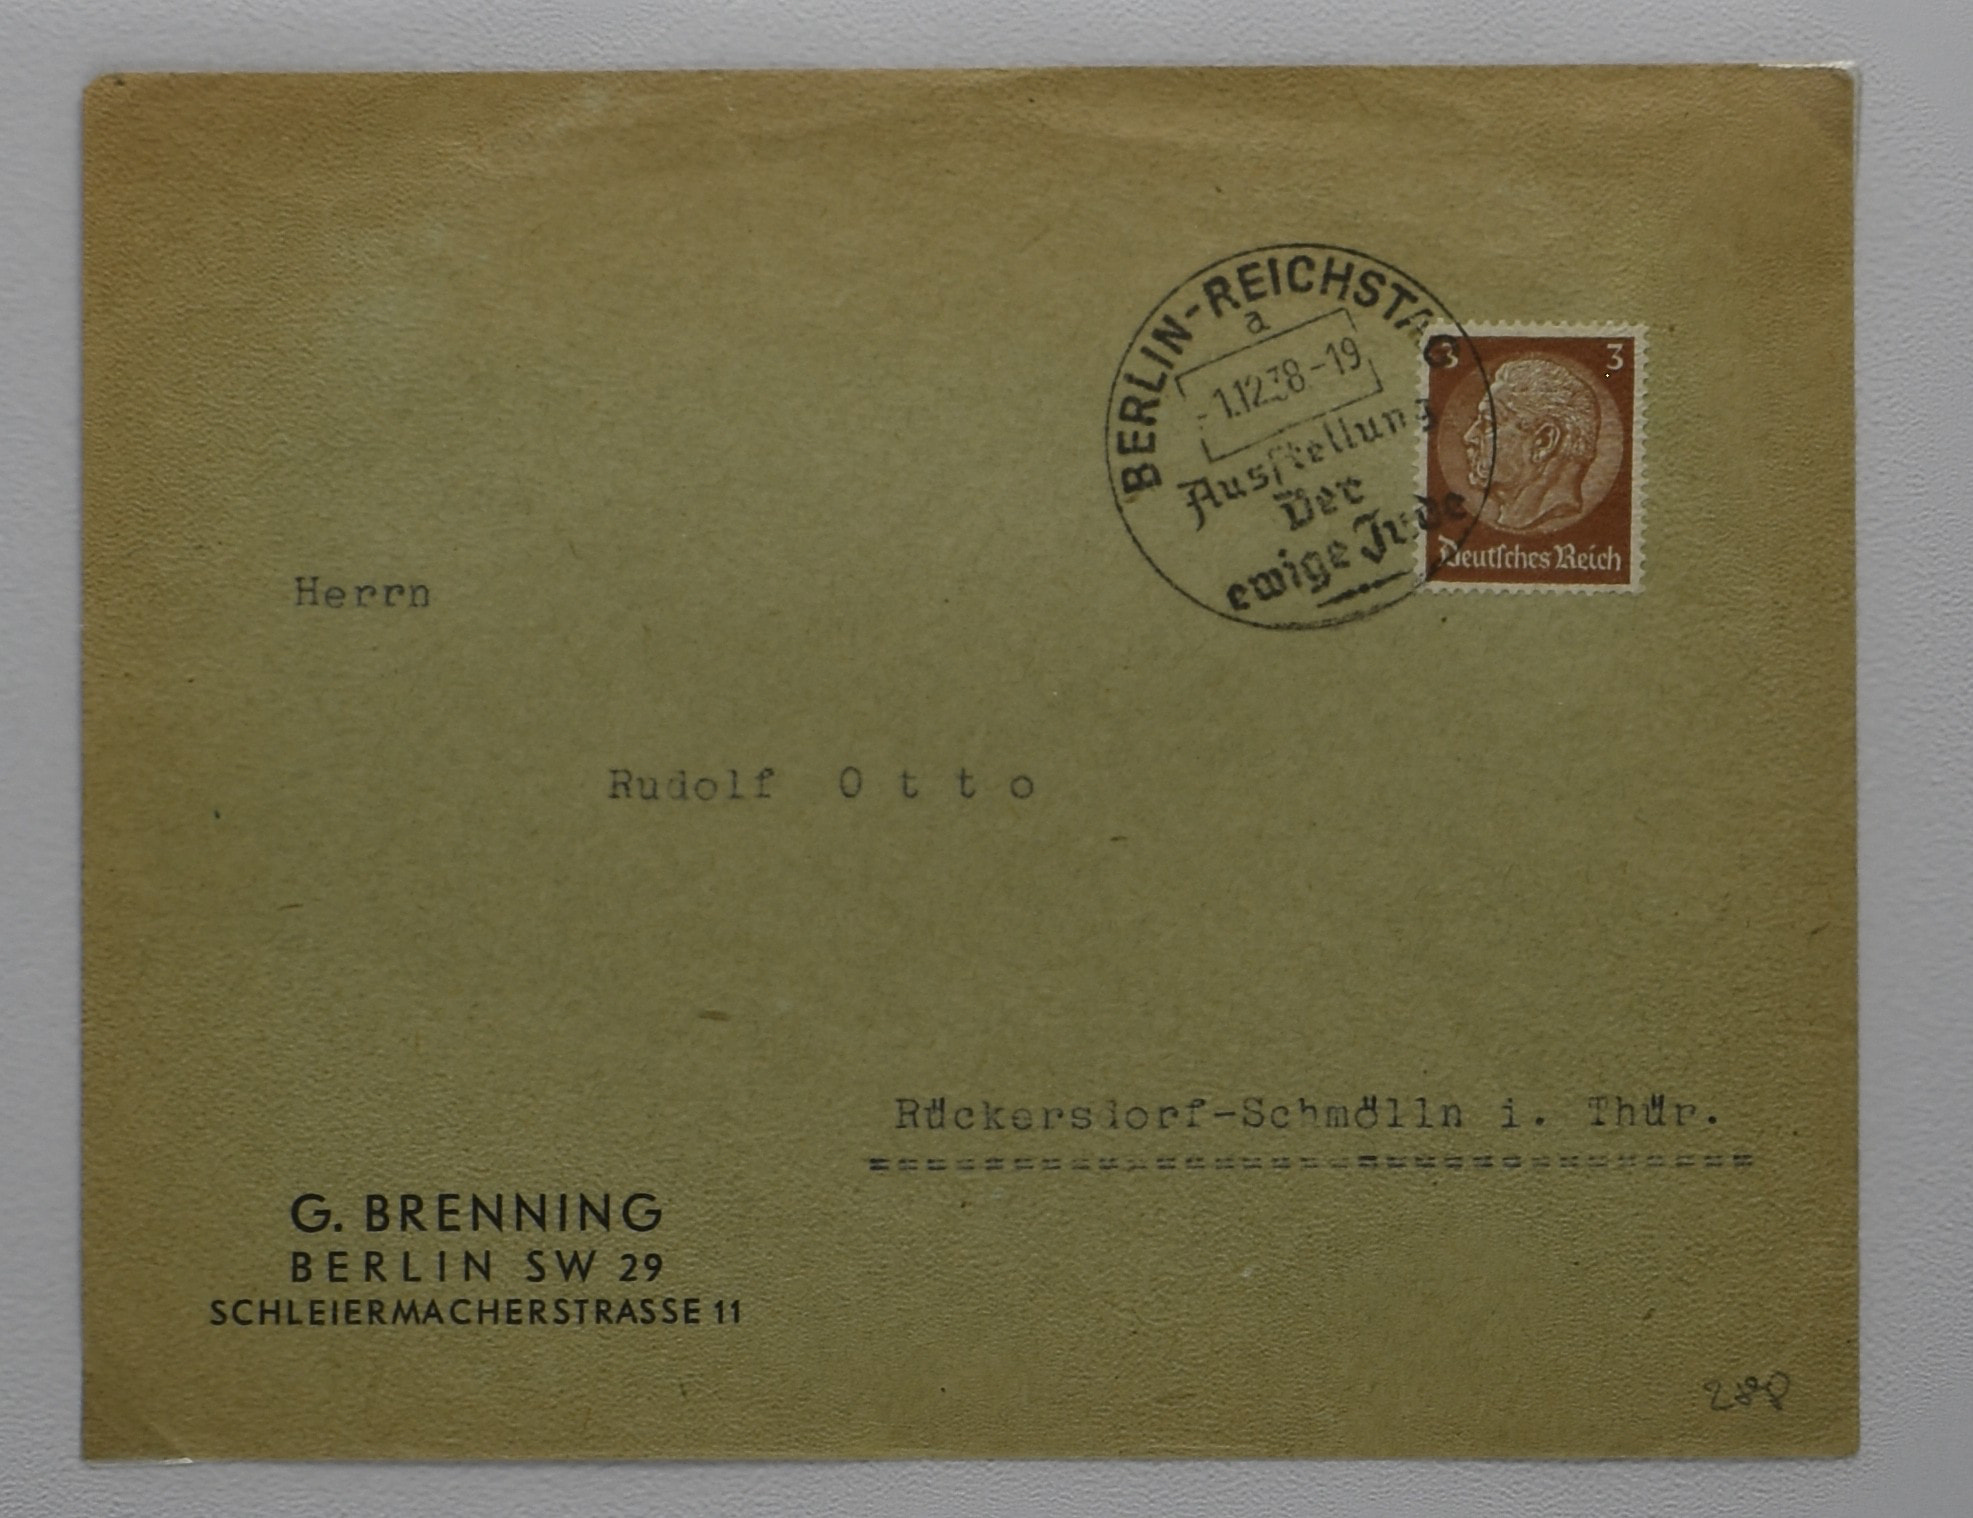 BERLIN-REICHSTAG
a
-1.12.38-19
Ausstellung
Der
ewige Jude
3 3
Deutsches Reich
Herrn
Rudolf Otto
Rückersdorf-Schmölln i. Thür.
G. BRENNING
BERLIN SW 29
SCHLEIERMACHERSTRASSE 11